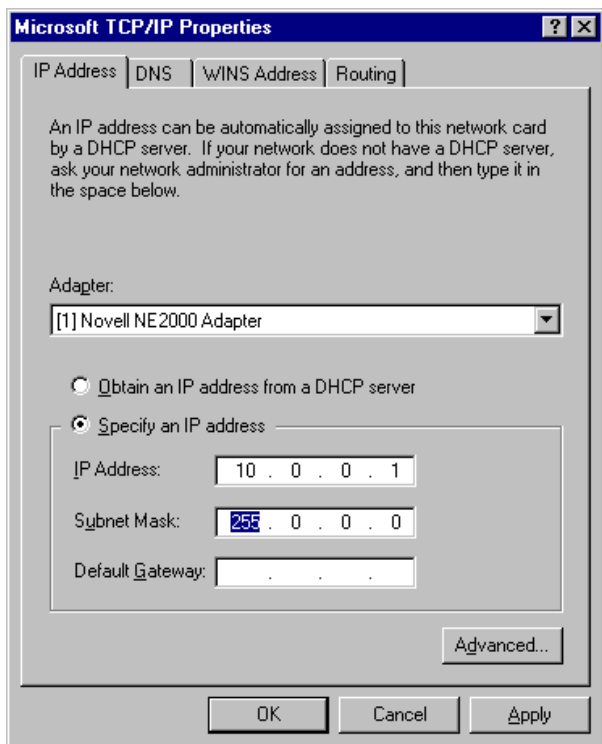 Microsoft TCP/IP Properties
IP Address DNS WINS Address Routing
An IP address can be automatically assigned to this network card
by a DHCP server. If your network does not have a DHCP server,
ask your network administrator for an address, and then type it in
the space below.
Adapter:
[1] Novell NE2000 Adapter
Obtain an IP address from a DHCP server
Specify an IP address
IP Address: 10 . 0 . 0 . 1
Subnet Mask: 255 . 0 . 0 . 0
Default Gateway: . . .
Advanced...
OK Cancel Apply